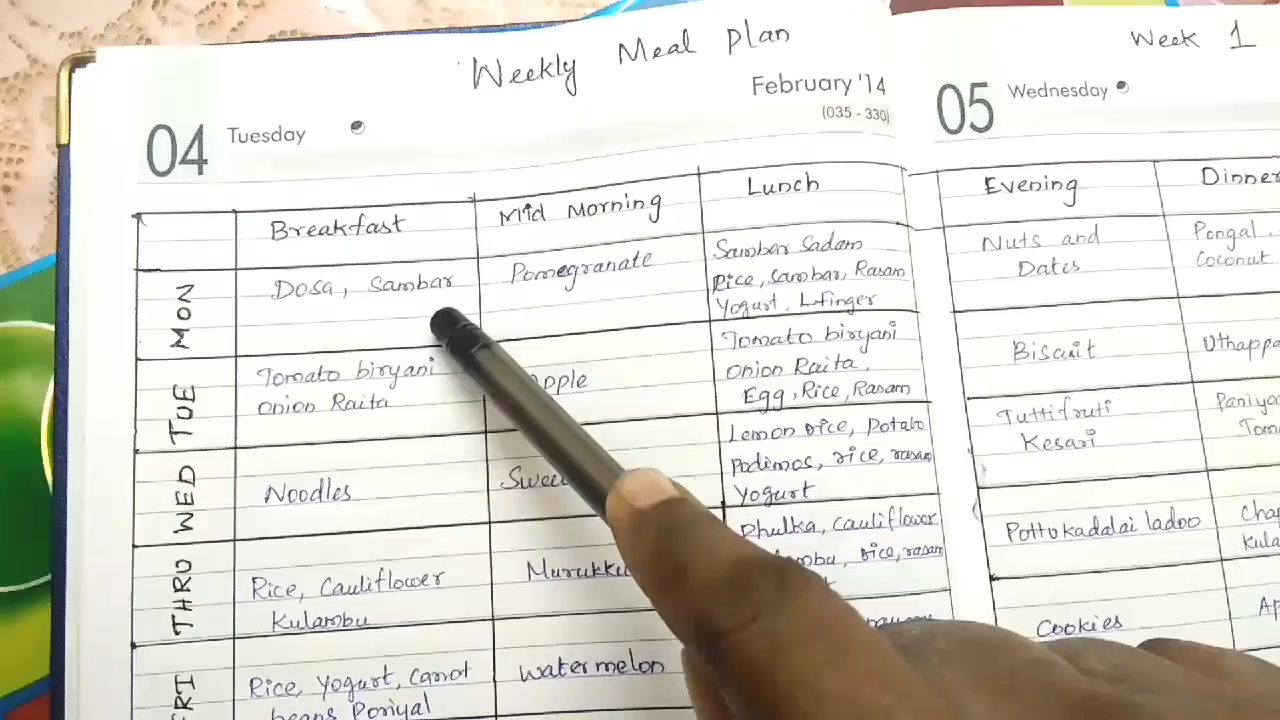 Weekly Meal Plan
Week 1
February '14
(035 - 330)
04 Tuesday
05 Wednesday
Breakfast
Mid Morning
Lunch
Evening
Dinner
MON
Dosa, Sambar
Pomegranate
Sambar Sadam
Rice, Sambar, Rasam
Yogurt, L.finger
Nuts and
Dates
Pongal,
Coconut
TUE
Tomato biryani
Onion Raita
Tomato biryani
Onion Raita,
Egg, Rice, Rasam
Biscuit
WED
Noodles
Lemon rice, Potato
Podimas, rice, rasam
Yogurt
Tuttifruti
Kesari
THRU
Rice, Cauliflower
Kulambu
Phulka, Cauliflower
rice, rasam
Pottukadalai ladoo
FRI
Rice, Yogurt, Carrot
beans Poriyal
Watermelon
Cookies